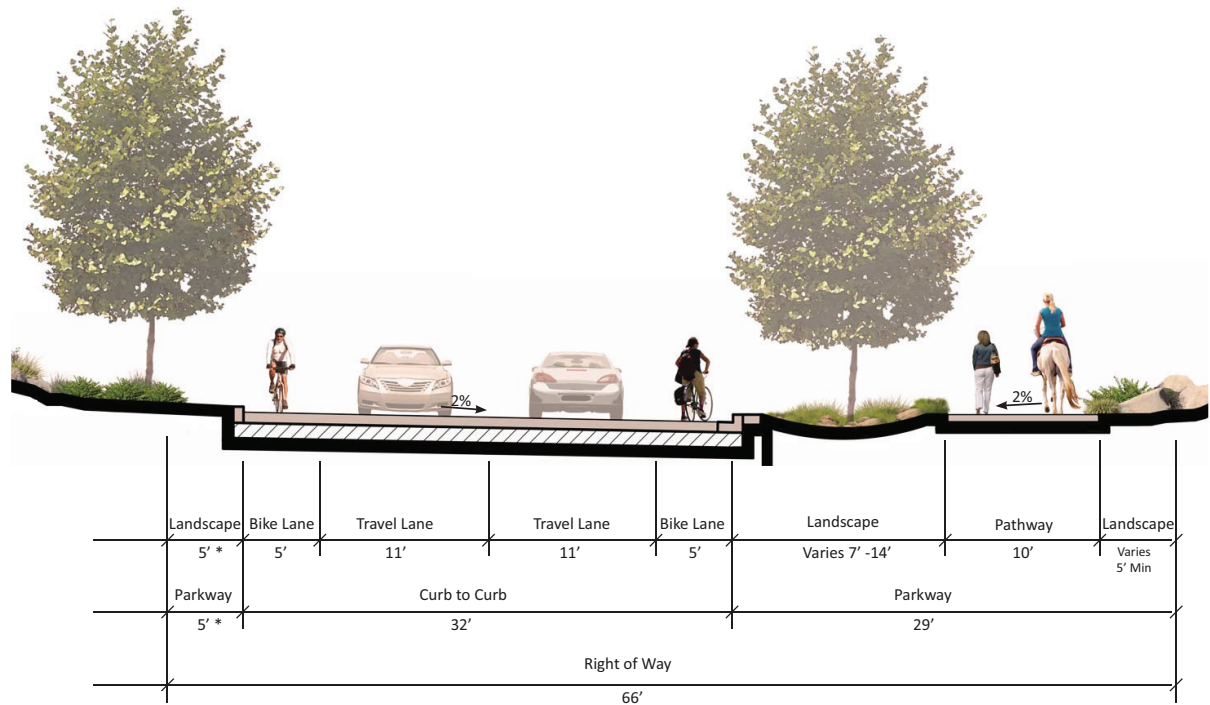 2%
2%
Landscape Bike Lane Travel Lane Travel Lane Bike Lane Landscape Pathway Landscape
5’ * 5’ 11’ 11’ 5’ Varies 7’ -14’ 10’ Varies
5’ Min
Parkway Curb to Curb Parkway
5’ * 32’ 29’
Right of Way
66’